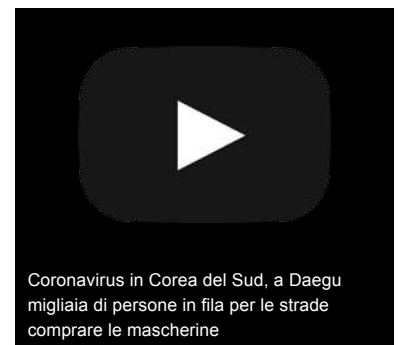 Coronavirus in Corea del Sud, a Daegu
migliaia di persone in fila per le strade
comprare le mascherine